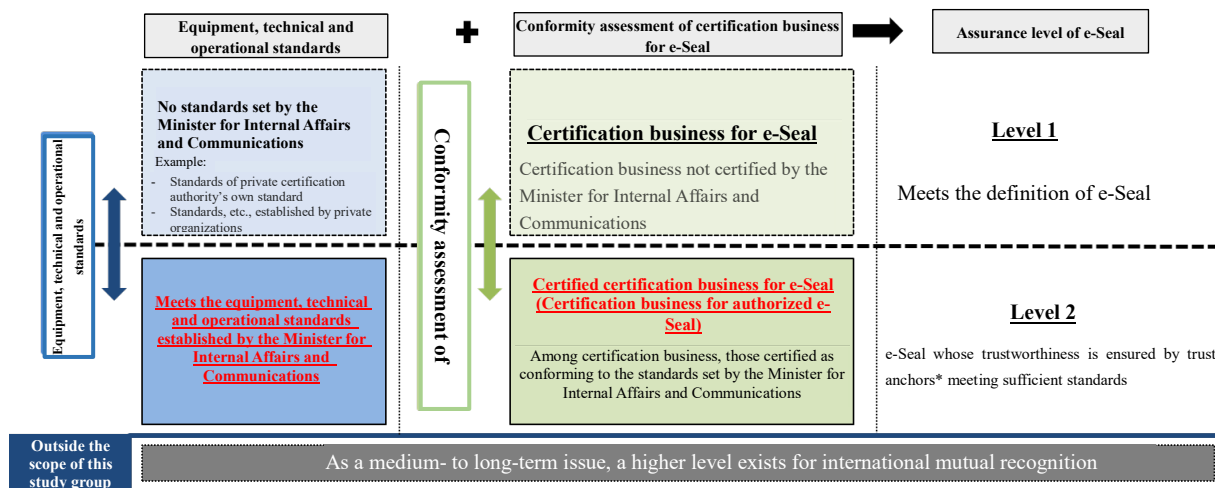 Equipment, technical and
operational standards
+
Conformity assessment of certification business
for e-Seal
Assurance level of e-Seal
Equipment, technical and operational
standards
No standards set by the
Minister for Internal Affairs
and Communications
Example:
- Standards of private certification
authority's own standard
- Standards, etc., established by private
organizations
Conformity assessment of
Certification business for e-Seal
Certification business not certified by the
Minister for Internal Affairs and
Communications
Level 1
Meets the definition of e-Seal
Meets the equipment, technical
and operational standards
established by the Minister for
Internal Affairs and
Communications
Certified certification business for e-Seal
(Certification business for authorized e-
Seal)
Among certification business, those certified as
conforming to the standards set by the Minister for
Internal Affairs and Communications
Level 2
e-Seal whose trustworthiness is ensured by trust
anchors* meeting sufficient standards
Outside the
scope of this
study group
As a medium- to long-term issue, a higher level exists for international mutual recognition